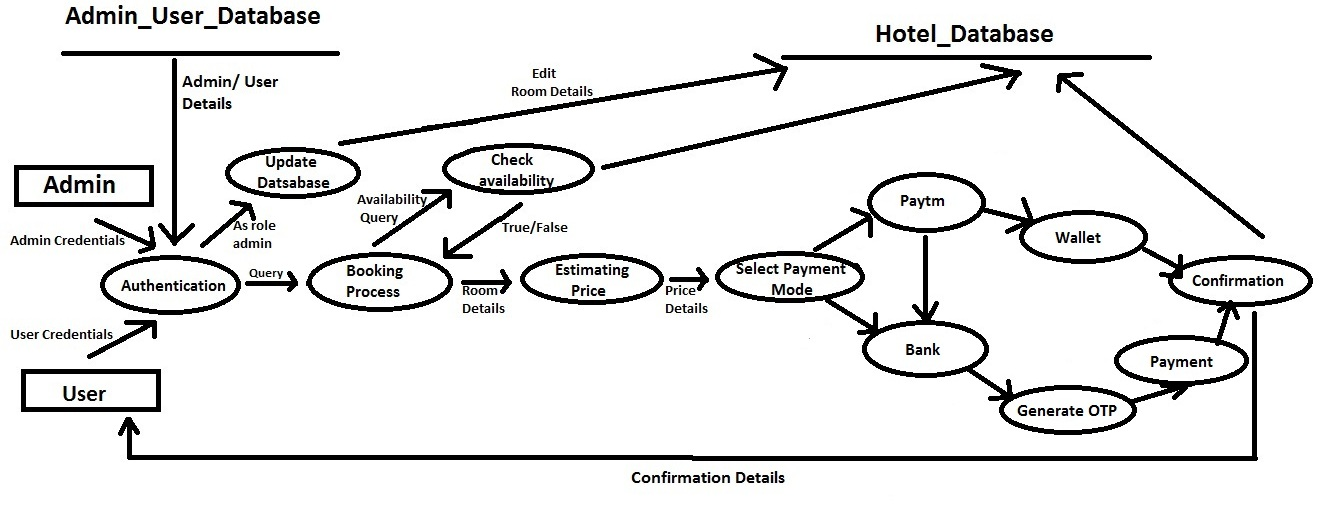 Admin_User_Database
Hotel_Database
Admin/ User
Details
Edit
Room Details
Update
Datsabase
Check
availability
Admin
Availability
Query
Paytm
As role
admin
True/False
Admin Credentials
Wallet
Authentication
Query
Booking
Process
Room
Details
Estimating
Price
Price
Details
Select Payment
Mode
Confirmation
User Credentials
Bank
Payment
User
Generate OTP
Confirmation Details